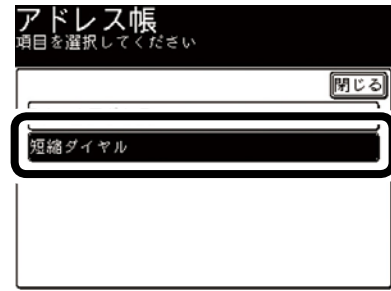 アドレス帳
項目を選択してください
閉じる
短縮ダイヤル